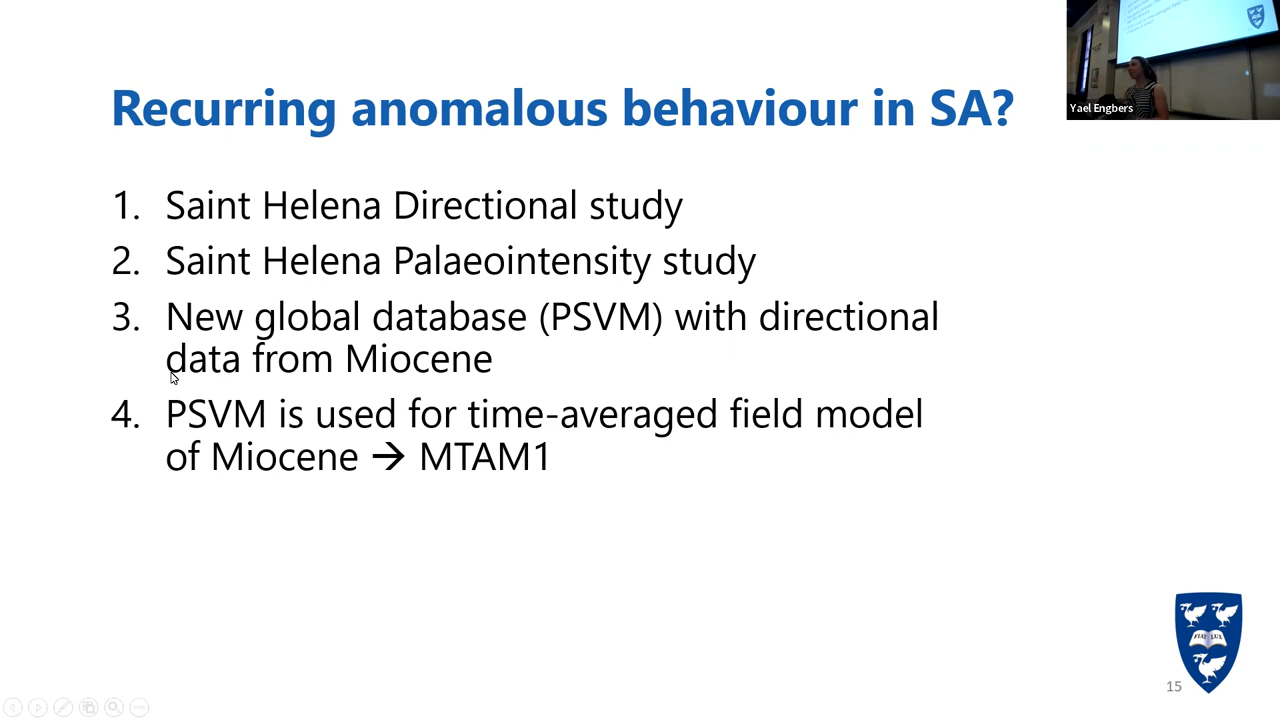 Recurring anomalous behaviour in SA?
Yael Engbers
1. Saint Helena Directional study
2. Saint Helena Palaeointensity study
3. New global database (PSVM) with directional
data from Miocene
4. PSVM is used for time-averaged field model
of Miocene → MTAM1
FIAT LUX
15